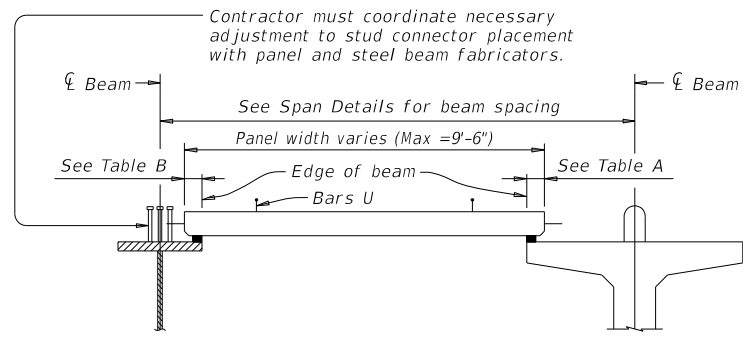 Contractor must coordinate necessary
adjustment to stud connector placement
with panel and steel beam fabricators.
℄ Beam
℄ Beam
See Span Details for beam spacing
Panel width varies (Max =9'-6")
See Table B
Edge of beam
See Table A
Bars U